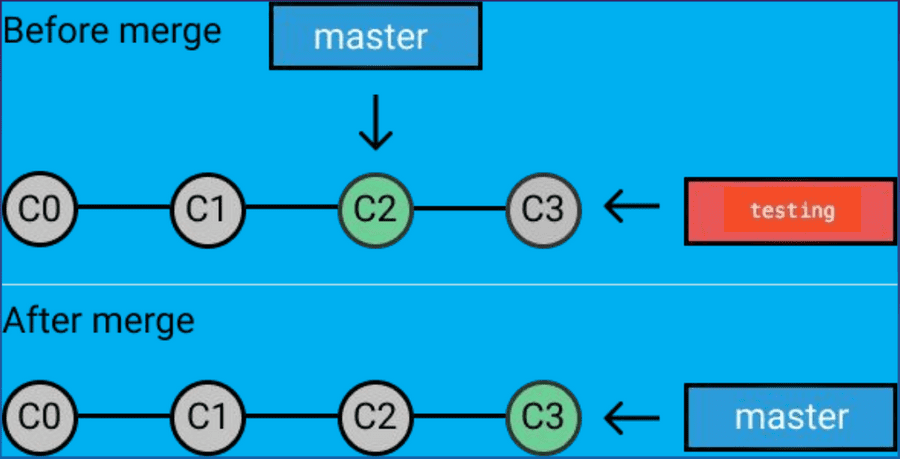 Before merge
master
C0 C1 C2 C3 testing
After merge
C0 C1 C2 C3 master